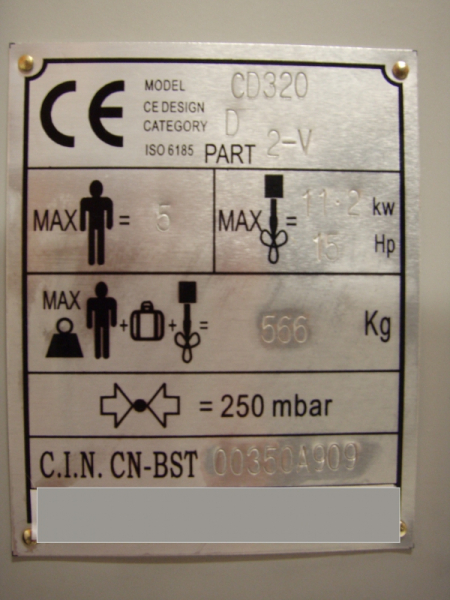 CE
MODEL CD320
CE DESIGN
CATEGORY D
ISO 6185 PART 2-V
MAX = 5
MAX = 11.2 kw
15 Hp
MAX
+ + = 566 Kg
= 250 mbar
C.I.N. CN-BST 00350A909